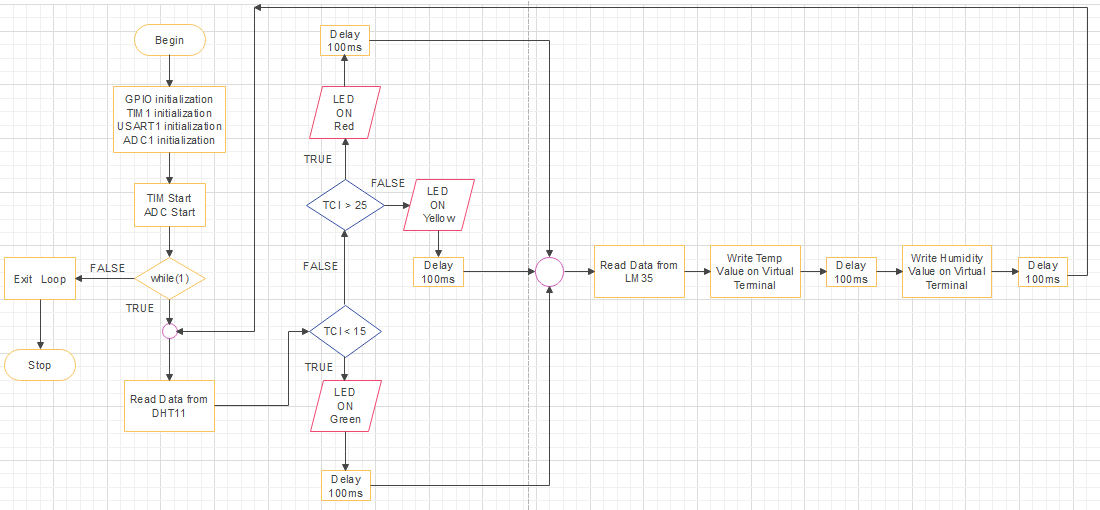 Begin
GPIO initialization
TIM1 initialization
USART1 initialization
ADC1 initialization
TIM Start
ADC Start
while(1)
FALSE
Exit Loop
Stop
TRUE
Read Data from
DHT11
TCI < 15
TRUE
LED
ON
Green
Delay
100ms
FALSE
TCI > 25
TRUE
LED
ON
Red
Delay
100ms
FALSE
LED
ON
Yellow
Delay
100ms
Read Data from
LM35
Write Temp
Value on Virtual
Terminal
Delay
100ms
Write Humidity
Value on Virtual
Terminal
Delay
100ms